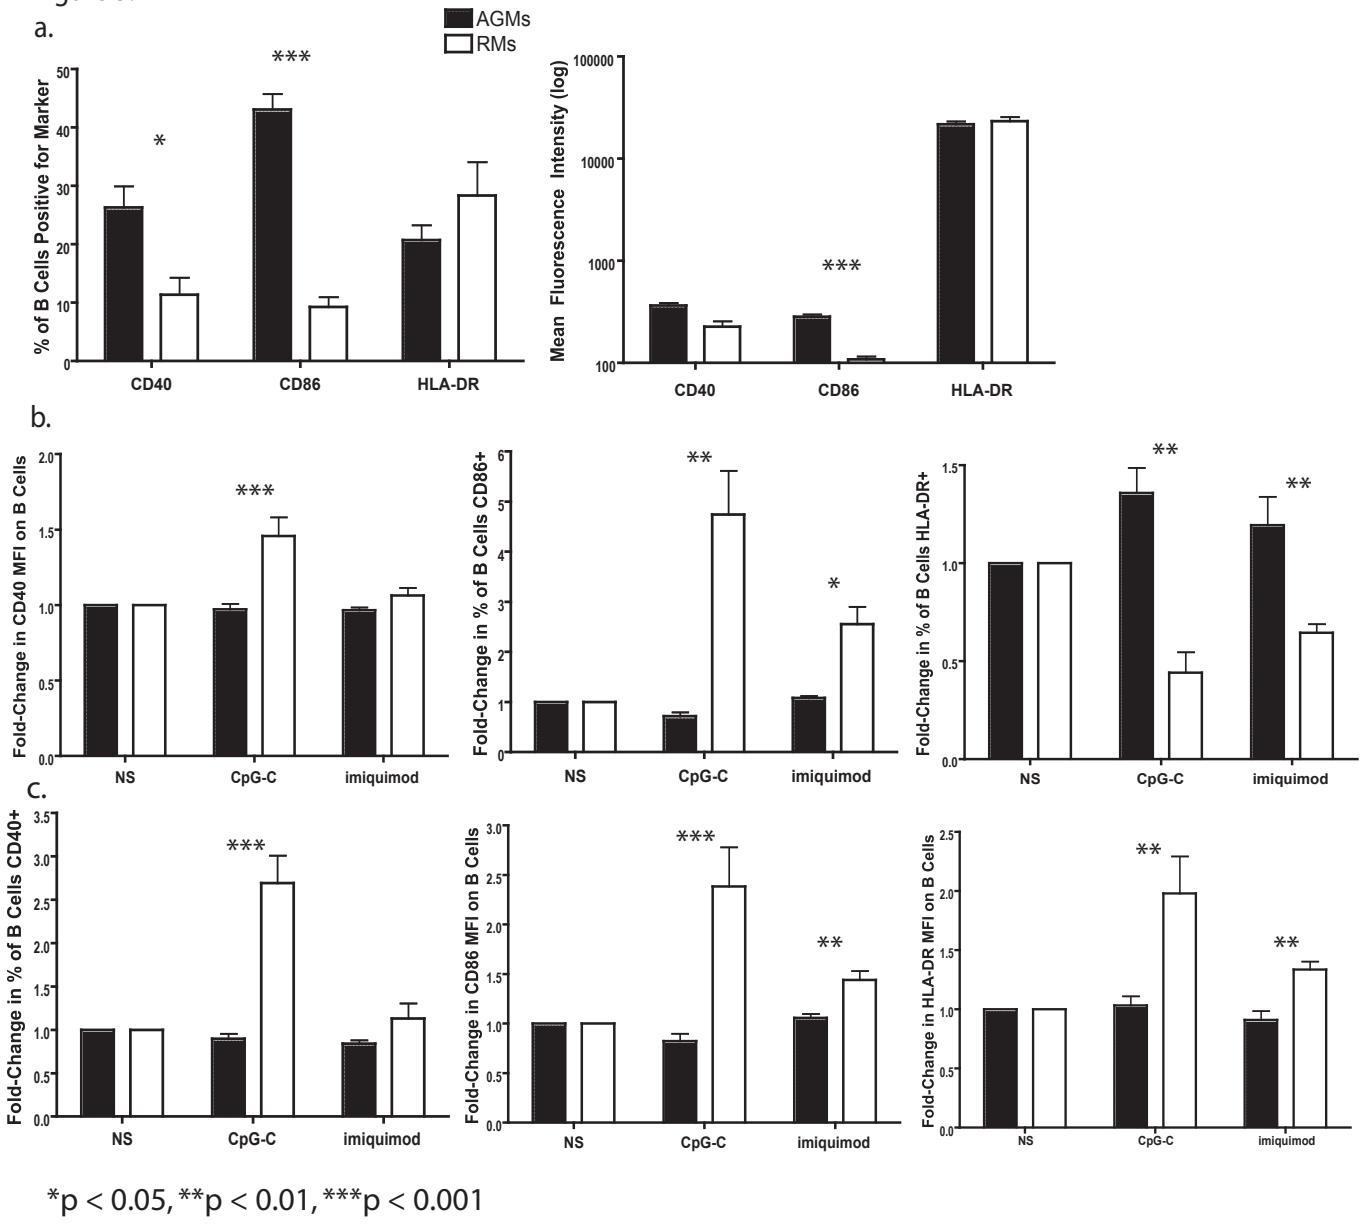 a.
AGMs
RMs
***
*
50
40
30
20
10
0
% of B Cells Positive for Marker
CD40
CD86
HLA-DR
100000
10000
1000
100
Mean Fluorescence Intensity (log)
***
CD40
CD86
HLA-DR
b.
2.0
1.5
1.0
0.5
0.0
Fold-Change in CD40 MFI on B Cells
***
NS
CpG-C
imiquimod
6
5
4
3
2
1
0
Fold-Change in % of B Cells CD86+
**
*
NS
CpG-C
imiquimod
1.5
1.0
0.5
0.0
Fold-Change in % of B Cells HLA-DR+
**
**
NS
CpG-C
imiquimod
c.
3.5
3.0
2.5
2.0
1.5
1.0
0.5
0.0
Fold-Change in % of B Cells CD40+
***
NS
CpG-C
imiquimod
3.0
2.5
2.0
1.5
1.0
0.5
0.0
Fold-Change in CD86 MFI on B Cells
***
**
NS
CpG-C
imiquimod
2.5
2.0
1.5
1.0
0.5
0.0
Fold-Change in HLA-DR MFI on B Cells
**
**
NS
CpG-C
imiquimod
*p < 0.05, **p < 0.01, ***p < 0.001